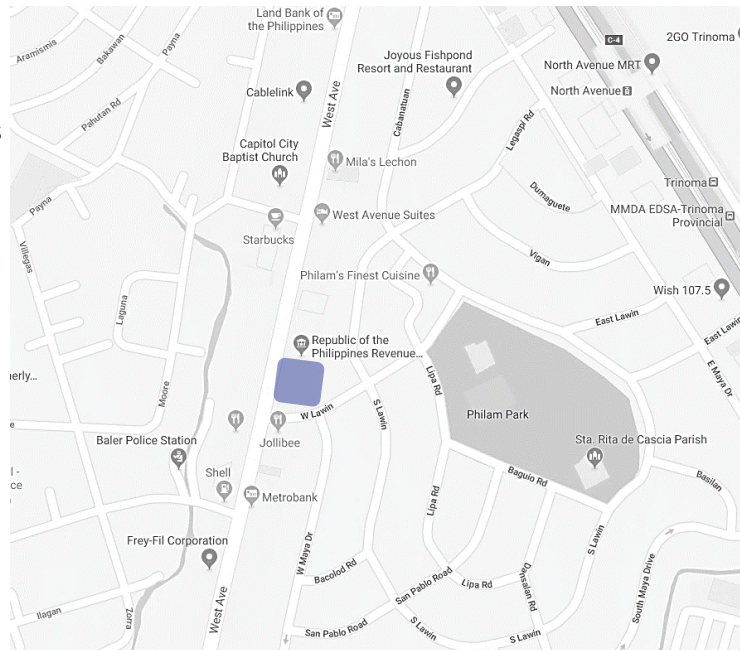 Land Bank of
the Philippines
C-4
2GO Trinoma
Aramismis
Bakawan
Payna
Joyous Fishpond
Resort and Restaurant
North Avenue MRT
North Avenue
Cablelink
West Ave
Cabanatuan
Pahutan Rd
Legaspi Rd
Capitol City
Baptist Church
Mila's Lechon
Trinoma
Dumaguete
MMDA EDSA-Trinoma
Provincial
Payna
West Avenue Suites
Starbucks
Villegas
Vigan
Philam's Finest Cuisine
Wish 107.5
Laguna
East Lawin
East Lawin
Republic of the
Philippines Revenue...
erly...
Moore
Lipa Rd
E Maya Dr
S Lawin
W Lawin
Philam Park
Jollibee
Baler Police Station
Sta. Rita de Cascia Parish
Shell
l -
ce
Baguio Rd
Basilan
Metrobank
Lipa Rd
S Lawin
Frey-Fil Corporation
W Maya Dr
Bacolod Rd
San Pablo Road
Lipa Rd
Dansalan Rd
South Maya Drive
West Ave
Ilagan
Zorra
San Pablo Road
S Lawin
S Lawin